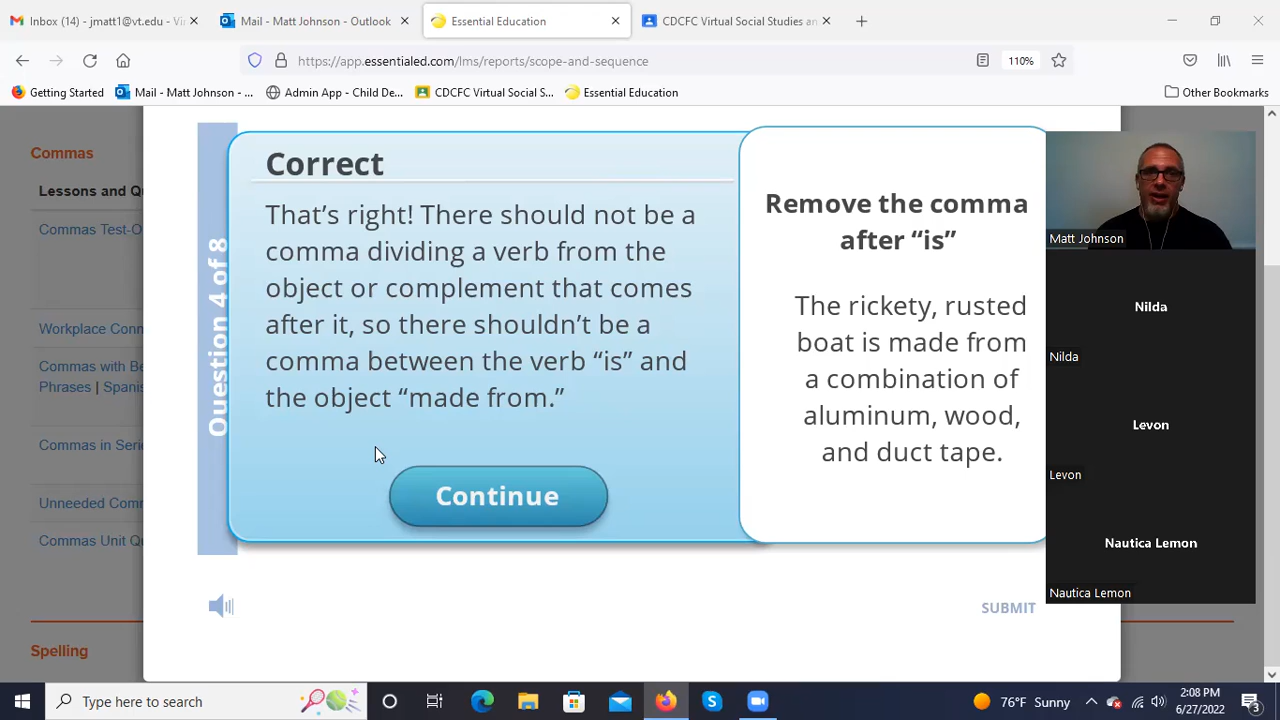 Inbox (14) - jmatt1@vt.edu - Vi
Mail - Matt Johnson - Outlook
Essential Education
CDCFC Virtual Social Studies an
https://app.essentialed.com/lms/reports/scope-and-sequence
110%
Getting Started
Mail - Matt Johnson - ...
Admin App - Child De...
CDCFC Virtual Social S...
Essential Education
Other Bookmarks
Commas
Lessons and Qu
Commas Test-O
Workplace Conn
Commas with Be
Phrases | Spanis
Commas in Serie
Unneeded Comm
Commas Unit Qu
Spelling
Question 4 of 8
Correct
That's right! There should not be a
comma dividing a verb from the
object or complement that comes
after it, so there shouldn't be a
comma between the verb “is” and
the object “made from.”
Continue
Remove the comma
after “is”
The rickety, rusted
boat is made from
a combination of
aluminum, wood,
and duct tape.
SUBMIT
Matt Johnson
Nilda
Nilda
Levon
Levon
Nautica Lemon
Nautica Lemon
Type here to search
76°F Sunny
2:08 PM
6/27/2022
3